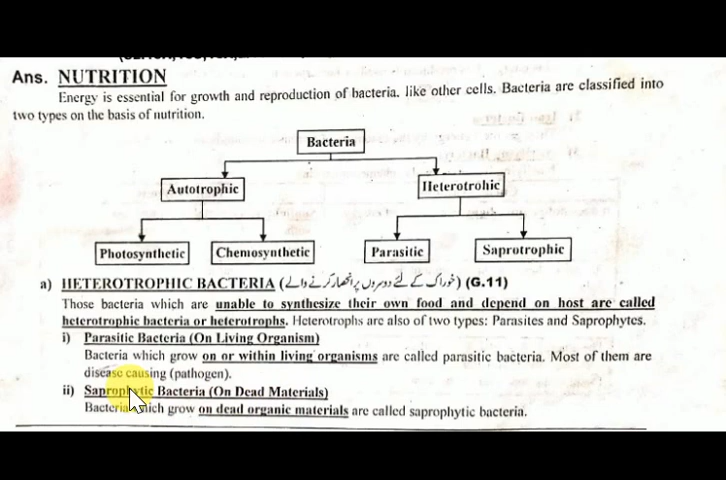 Ans. NUTRITION
Energy is essential for growth and reproduction of bacteria. like other cells. Bacteria are classified into
two types on the basis of nutrition.
Bacteria
Autotrophic
Heterotrohic
Photosynthetic
Chemosynthetic
Parasitic
Saprotrophic
a) HETEROTROPHIC BACTERIA (خوراک کے لئے دوسروں پر انحصار کرنے والے) (G.11)
Those bacteria which are unable to synthesize their own food and depend on host are called
heterotrophic bacteria or heterotrophs. Heterotrophs are also of two types: Parasites and Saprophytes.
i) Parasitic Bacteria (On Living Organism)
Bacteria which grow on or within living organisms are called parasitic bacteria. Most of them are
disease causing (pathogen).
ii) Saprophytic Bacteria (On Dead Materials)
Bacteria which grow on dead organic materials are called saprophytic bacteria.